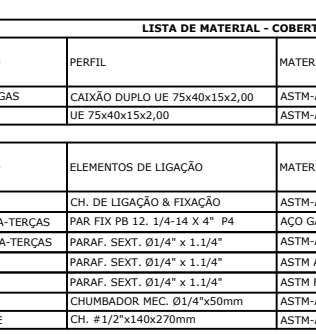 LISTA DE MATERIAL - COBERT
PERFIL MATER
GAS CAIXÃO DUPLO UE 75x40x15x2,00 ASTM-
UE 75x40x15x2,00 ASTM-
ELEMENTOS DE LIGAÇÃO MATER
CH. DE LIGAÇÃO & FIXAÇÃO ASTM-
A-TERÇAS PAR FIX PB 12. 1/4-14 X 4" P4 AÇO GA
A-TERÇAS PARAF. SEXT. Ø1/4" x 1.1/4" ASTM-
PARAF. SEXT. Ø1/4" x 1.1/4" ASTM A
PARAF. SEXT. Ø1/4" x 1.1/4" ASTM F
CHUMBADOR MEC. Ø1/4"x50mm ASTM-
E CH. #1/2"x140x270mm ASTM-